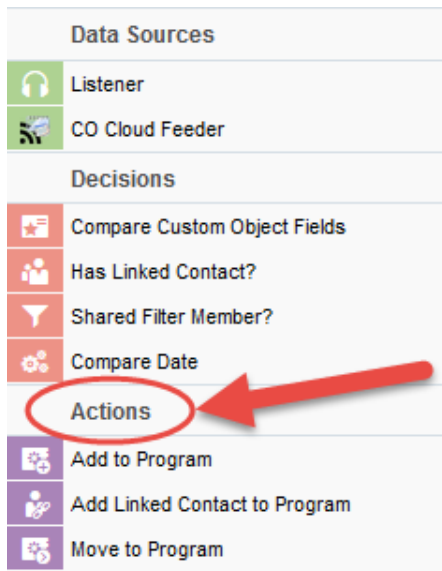 Data Sources
Listener
CO Cloud Feeder
Decisions
Compare Custom Object Fields
Has Linked Contact?
Shared Filter Member?
Compare Date
Actions
Add to Program
Add Linked Contact to Program
Move to Program